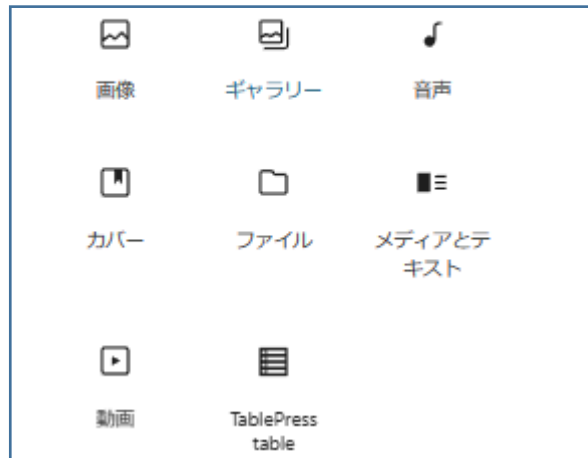 画像
ギャラリー
音声
カバー
ファイル
メディアとテ
キスト
動画
TablePress
table